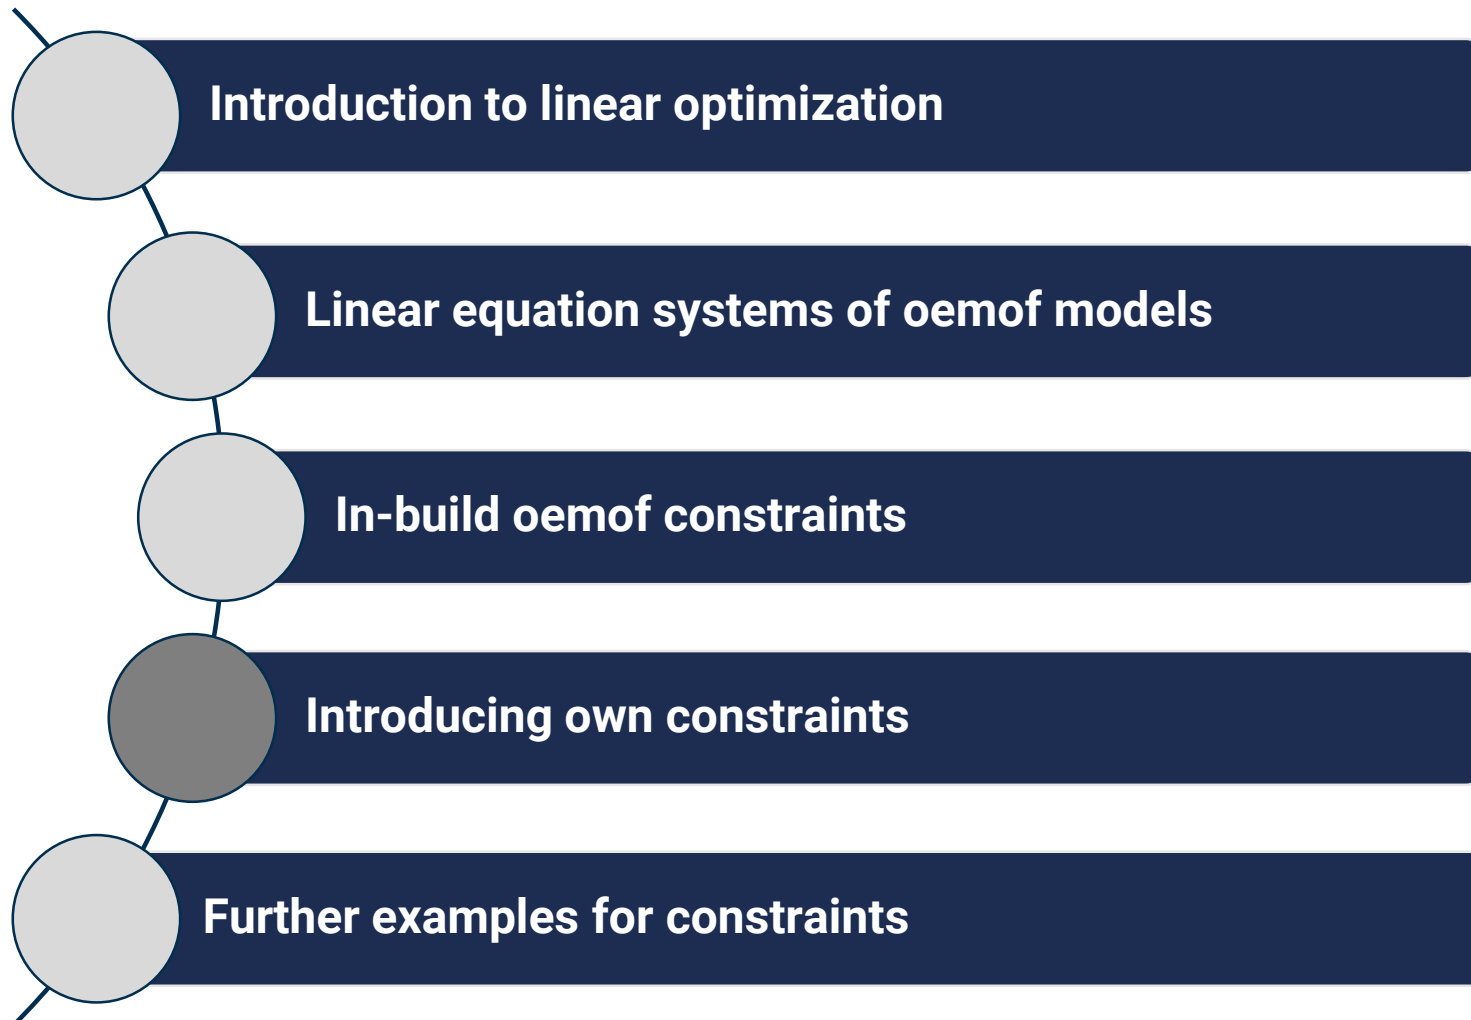 Introduction to linear optimization
Linear equation systems of oemof models
In-build oemof constraints
Introducing own constraints
Further examples for constraints